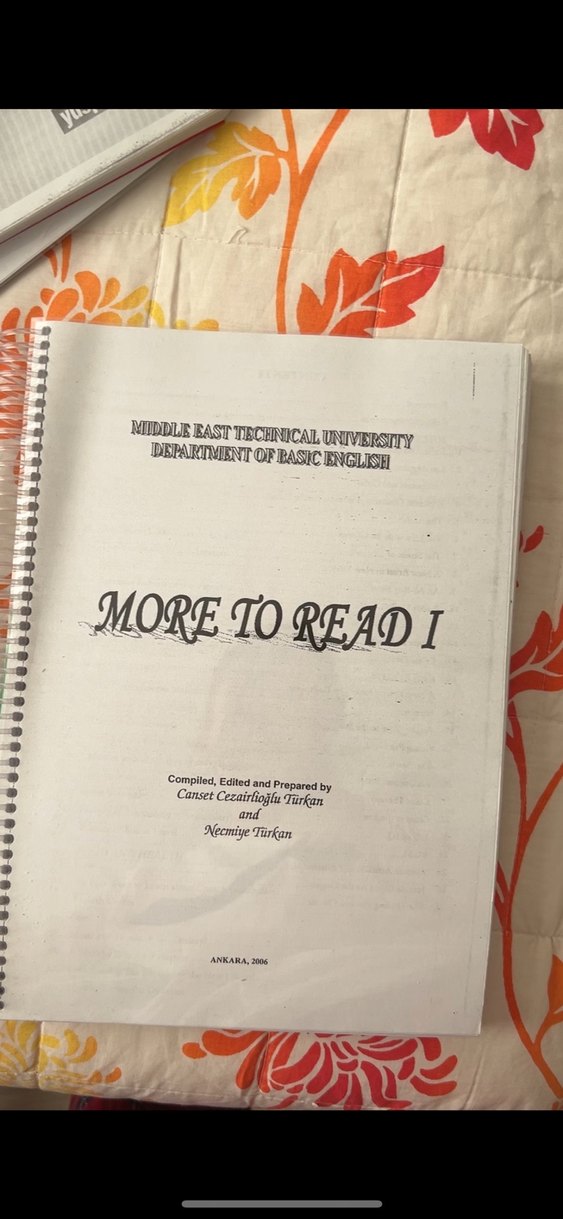 MIDDLE EAST TECHNICAL UNIVERSITY
DEPARTMENT OF BASIC ENGLISH
MORE TO READ I
Compiled, Edited and Prepared by
Canset Cezairlioğlu Türkan
and
Necmiye Türkan
ANKARA, 2006